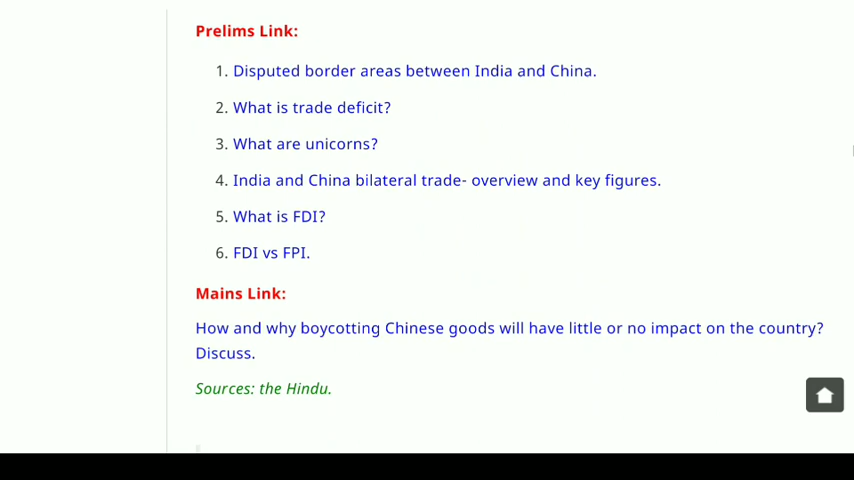 Prelims Link:
1. Disputed border areas between India and China.
2. What is trade deficit?
3. What are unicorns?
4. India and China bilateral trade- overview and key figures.
5. What is FDI?
6. FDI vs FPI.
Mains Link:
How and why boycotting Chinese goods will have little or no impact on the country?
Discuss.
Sources: the Hindu.